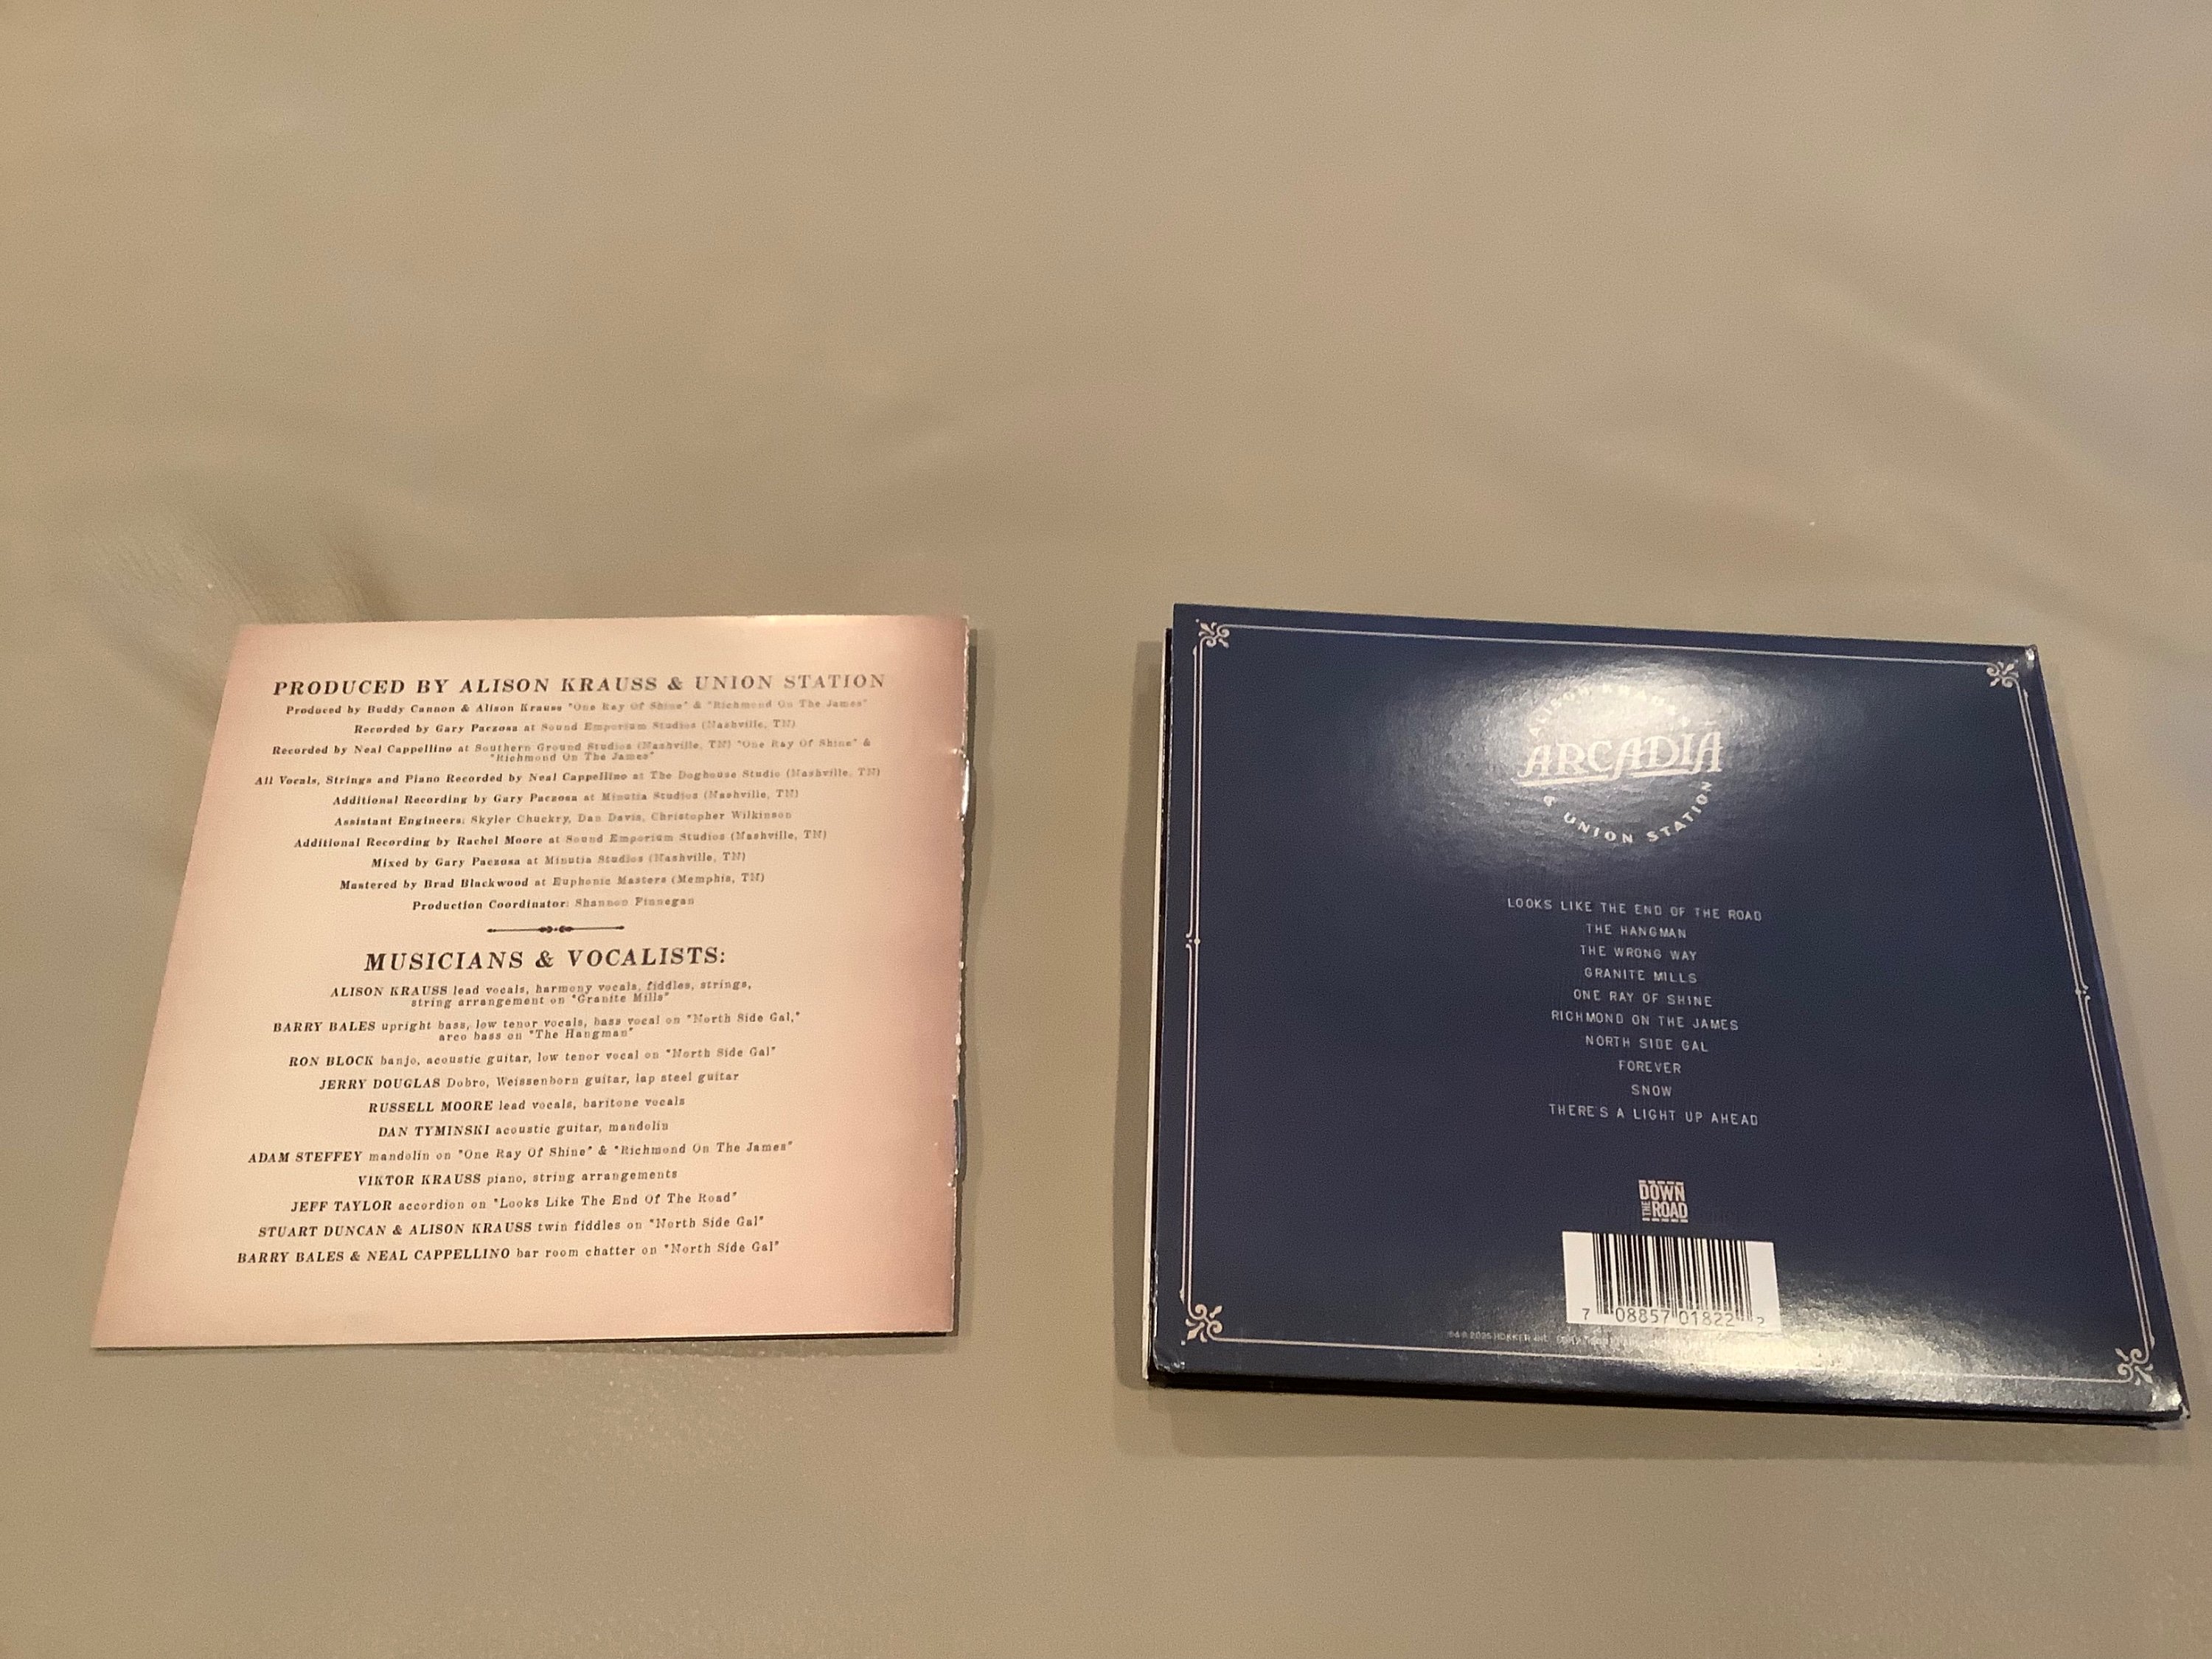 PRODUCED BY ALISON KRAUSS & UNION STATION
Produced by Buddy Cannon & Alison Krauss "One Ray Of Shine" & "Richmond On The James"
Recorded by Gary Paczosa at Sound Emporium Studios (Nashville, TN)
Recorded by Neal Cappellino at Southern Ground Studios (Nashville, TN) "One Ray Of Shine" &
"Richmond On The James"
All Vocals, Strings and Piano Recorded by Neal Cappellino at The Doghouse Studio (Nashville, TN)
Additional Recording by Gary Paczosa at Minutia Studios (Nashville, TN)
Assistant Engineers: Skyler Chuckry, Dan Davis, Christopher Wilkinson
Additional Recording by Rachel Moore at Sound Emporium Studios (Nashville, TN)
Mixed by Gary Paczosa at Minutia Studios (Nashville, TN)
Mastered by Brad Blackwood at Euphonic Masters (Memphis, TN)
Production Coordinator: Shannon Finnegan
MUSICIANS & VOCALISTS:
ALISON KRAUSS lead vocals, harmony vocals, fiddles, strings,
string arrangement on "Granite Mills"
BARRY BALES upright bass, low tenor vocals, bass vocal on "North Side Gal,"
arco bass on "The Hangman"
RON BLOCK banjo, acoustic guitar, low tenor vocal on "North Side Gal"
JERRY DOUGLAS Dobro, Weissenborn guitar, lap steel guitar
RUSSELL MOORE lead vocals, baritone vocals
DAN TYMINSKI acoustic guitar, mandolin
ADAM STEFFEY mandolin on "One Ray Of Shine" & "Richmond On The James"
VIKTOR KRAUSS piano, string arrangements
JEFF TAYLOR accordion on "Looks Like The End Of The Road"
STUART DUNCAN & ALISON KRAUSS twin fiddles on "North Side Gal"
BARRY BALES & NEAL CAPPELLINO bar room chatter on "North Side Gal"
ALISON KRAUSS
ARCADIA
& UNION STATION
LOOKS LIKE THE END OF THE ROAD
THE HANGMAN
THE WRONG WAY
GRANITE MILLS
ONE RAY OF SHINE
RICHMOND ON THE JAMES
NORTH SIDE GAL
FOREVER
SNOW
THERE'S A LIGHT UP AHEAD
DOWN
THE ROAD
7 08857 01822 2